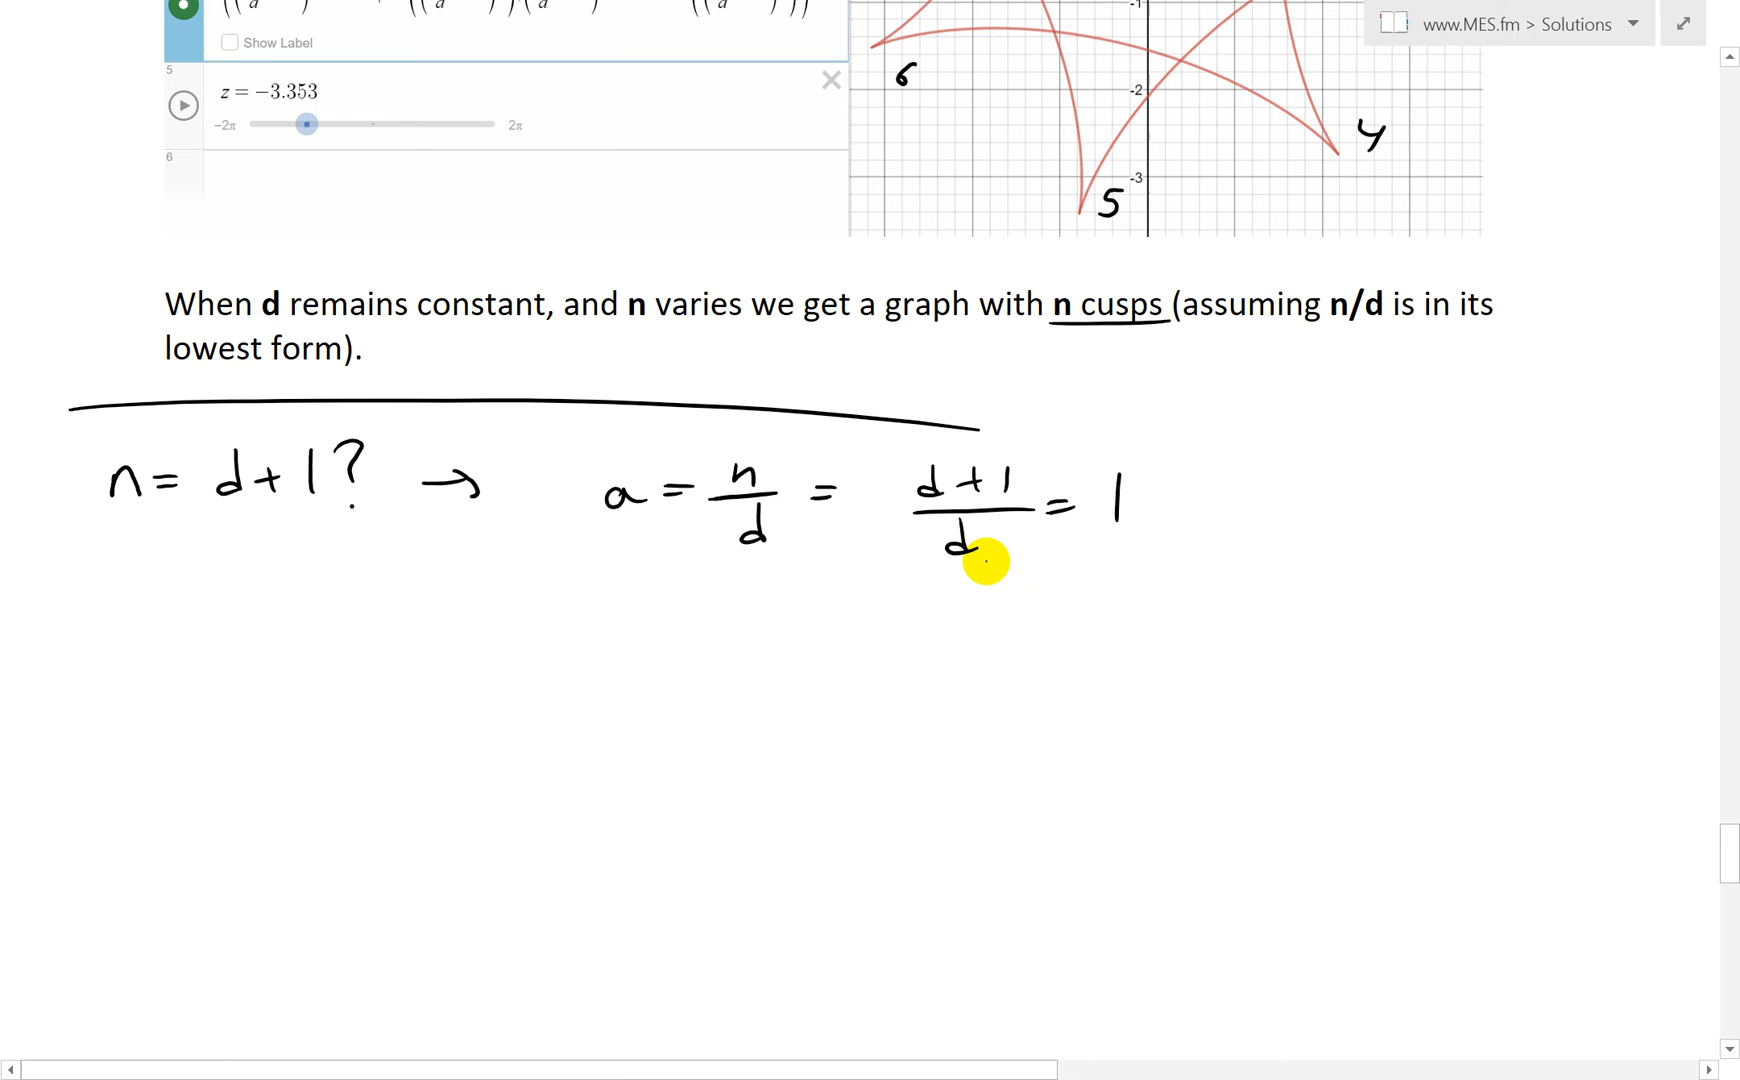 www.MES.fm > Solutions
Show Label
5
z = −3.353
−2π 2π
6
-1
-2
-3
6
4
5
When d remains constant, and n varies we get a graph with n cusps (assuming n/d is in its
lowest form).
n = d + 1 ? → a = n/d = (d + 1)/d = 1